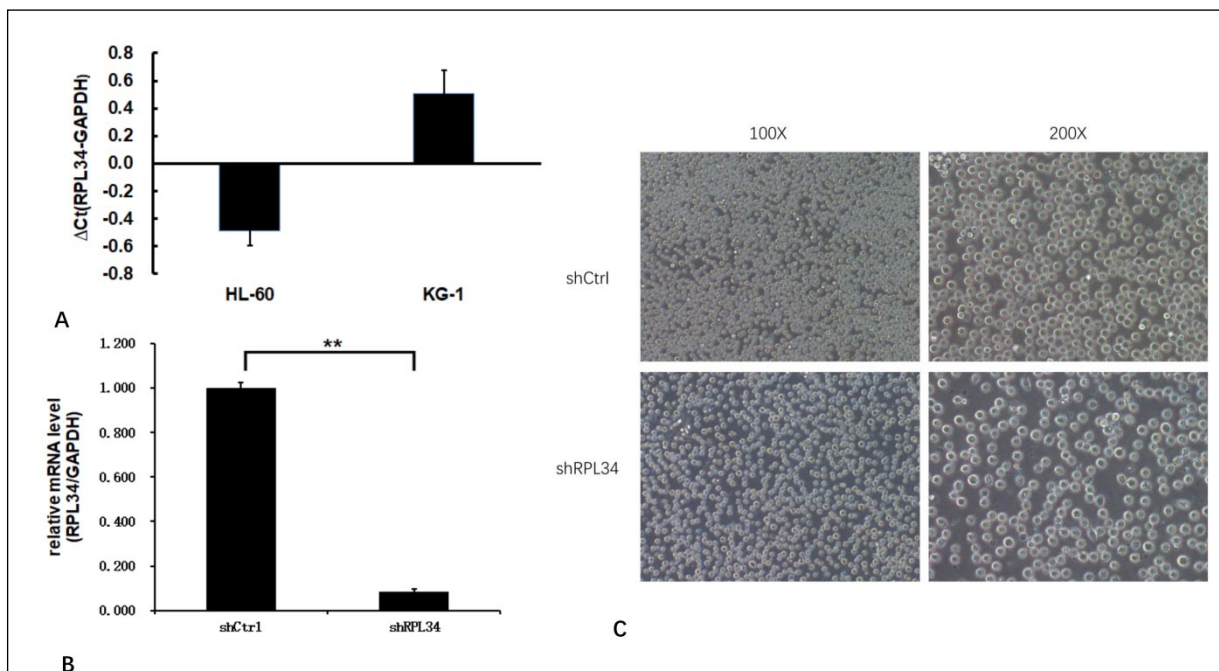 0.8
0.6
0.4
0.2
0.0
-0.2
-0.4
-0.6
-0.8
ΔCt(RPL34-GAPDH)
HL-60 KG-1
A
1.200
1.000
0.800
0.600
0.400
0.200
0.000
relative mRNA level
(RPL34/GAPDH)
**
shCtrl shRPL34
B
100X 200X
shCtrl
shRPL34
C